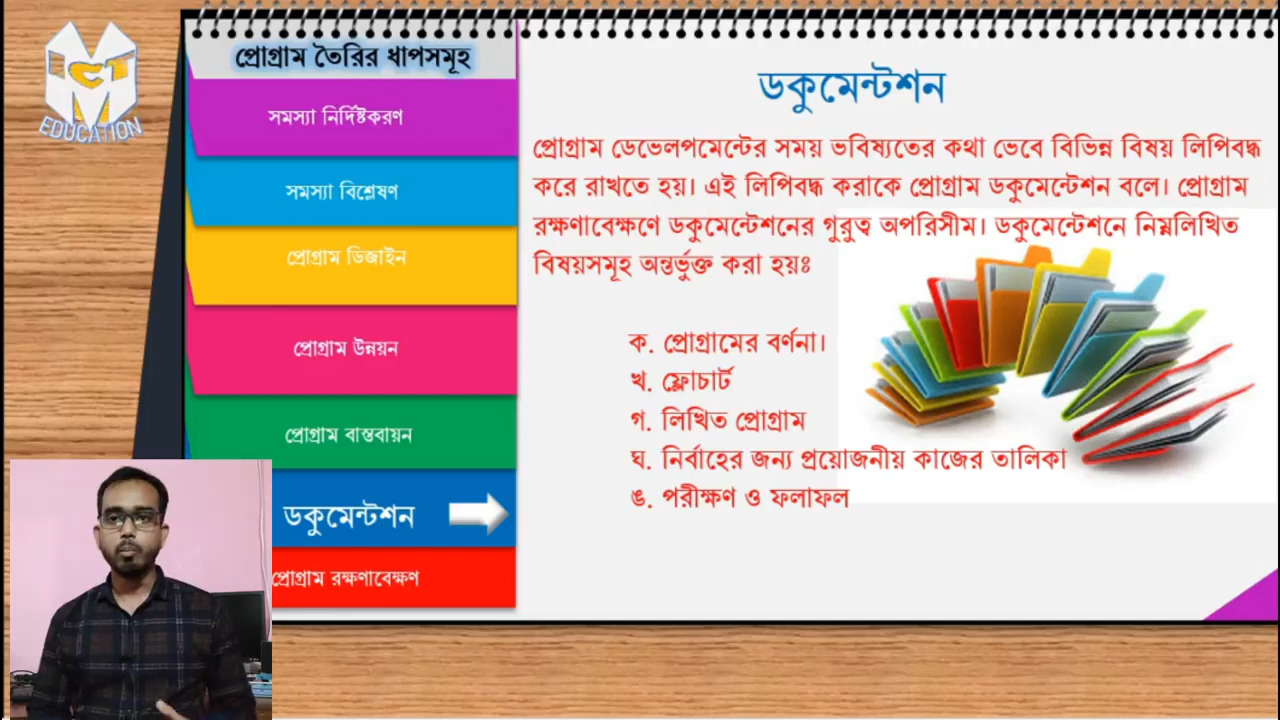 ICT
EDUCATION
প্রোগ্রাম তৈরির ধাপসমূহ
সমস্যা নির্দিষ্টকরণ
সমস্যা বিশ্লেষণ
প্রোগ্রাম ডিজাইন
প্রোগ্রাম উন্নয়ন
প্রোগ্রাম বাস্তবায়ন
ডকুমেন্টশন
প্রোগ্রাম রক্ষণাবেক্ষণ
ডকুমেন্টশন
প্রোগ্রাম ডেভেলপমেন্টের সময় ভবিষ্যতের কথা ভেবে বিভিন্ন বিষয় লিপিবদ্ধ
করে রাখতে হয়। এই লিপিবদ্ধ করাকে প্রোগ্রাম ডকুমেন্টেশন বলে। প্রোগ্রাম
রক্ষণাবেক্ষণে ডকুমেন্টেশনের গুরুত্ব অপরিসীম। ডকুমেন্টেশনে নিম্নলিখিত
বিষয়সমূহ অন্তর্ভুক্ত করা হয়ঃ
ক. প্রোগ্রামের বর্ণনা।
খ. ফ্লোচার্ট
গ. লিখিত প্রোগ্রাম
ঘ. নির্বাহের জন্য প্রয়োজনীয় কাজের তালিকা
ঙ. পরীক্ষণ ও ফলাফল